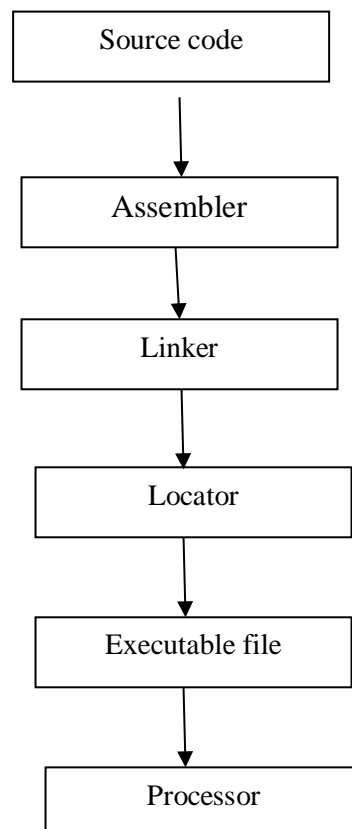 Source code
Assembler
Linker
Locator
Executable file
Processor